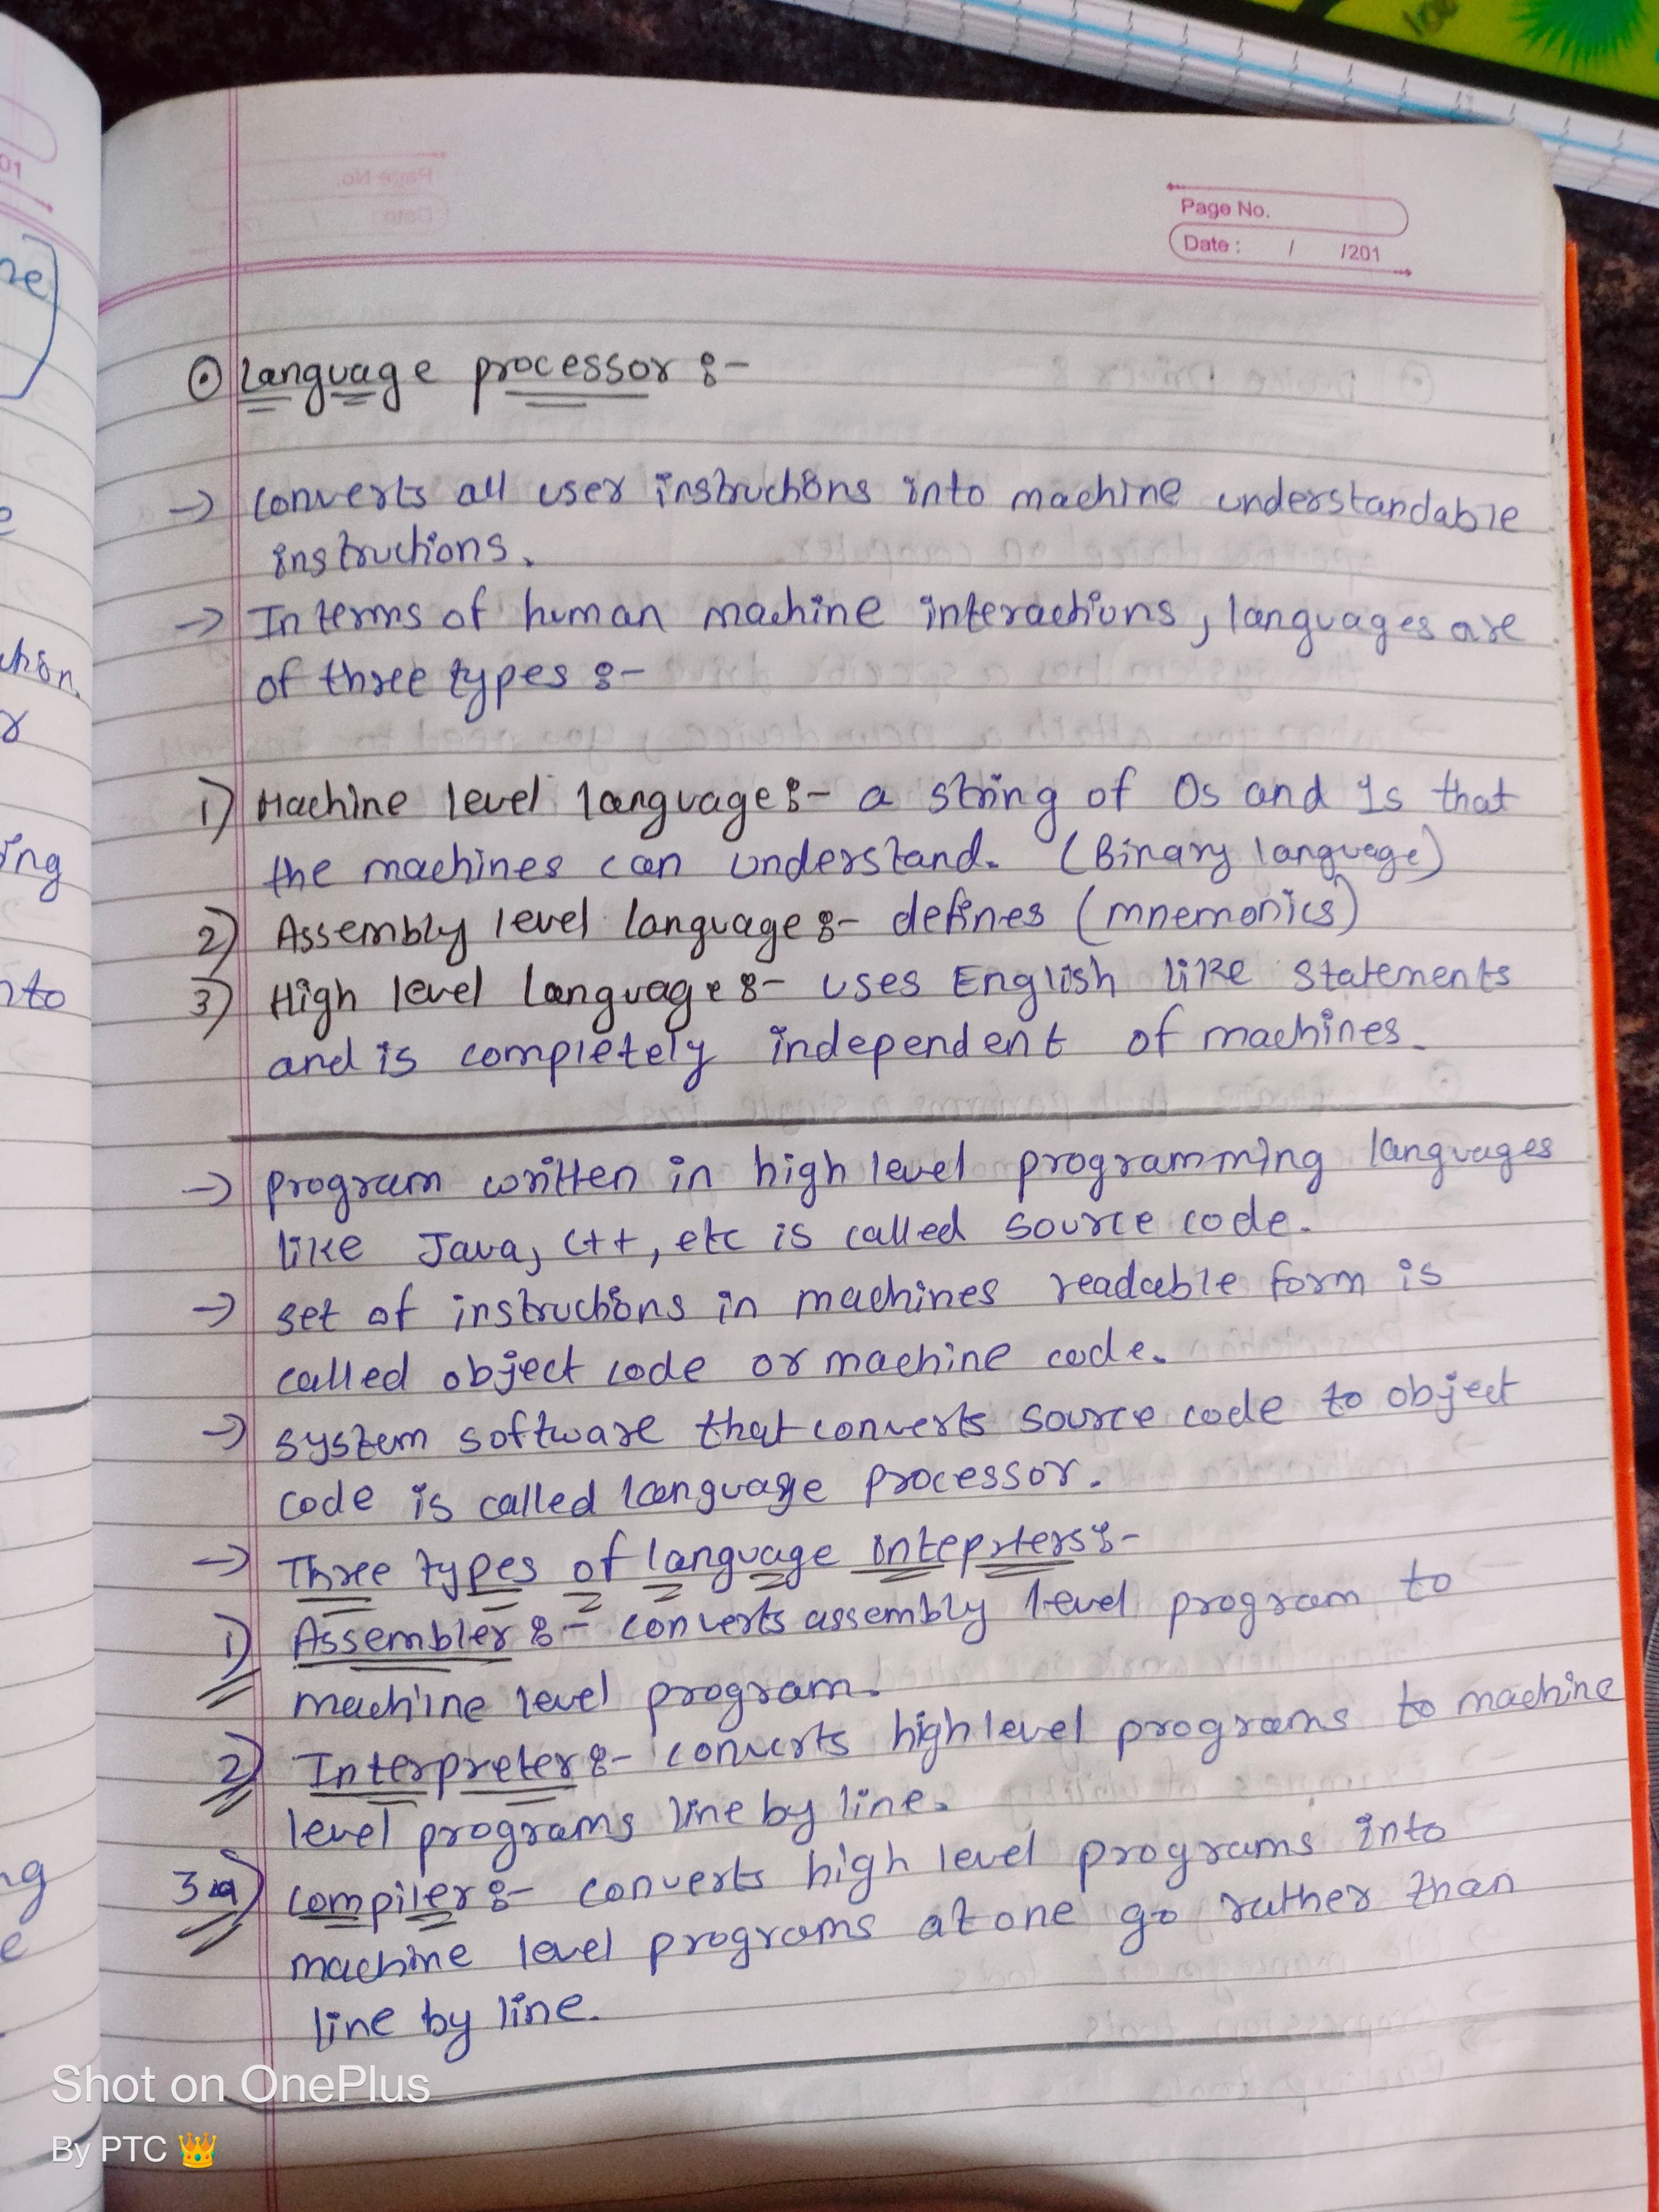 Page No.
Date : / /201
⊙ Language processor :-
→ converts all user instructions into machine understandable
instructions.
→ In terms of human machine interactions, languages are
of three types :-
1) Machine level language :- a string of 0s and 1s that
the machines can understand. (Binary language)
2) Assembly level language :- defines (mnemonics)
3) High level language :- uses English like statements
and is completely independent of machines.
→ program written in high level programming languages
like Java, C++, etc is called source code.
→ set of instructions in machines readable form is
called object code or machine code.
→ system software that converts source code to object
code is called language processor.
→ Three types of language intepreters :-
1) Assembler :- converts assembly level program to
machine level program.
2) Interpreter :- converts high level programs to machine
level programs line by line.
3) compiler :- converts high level programs into
machine level programs at one go rather than
line by line.
Shot on OnePlus
By PTC 👑